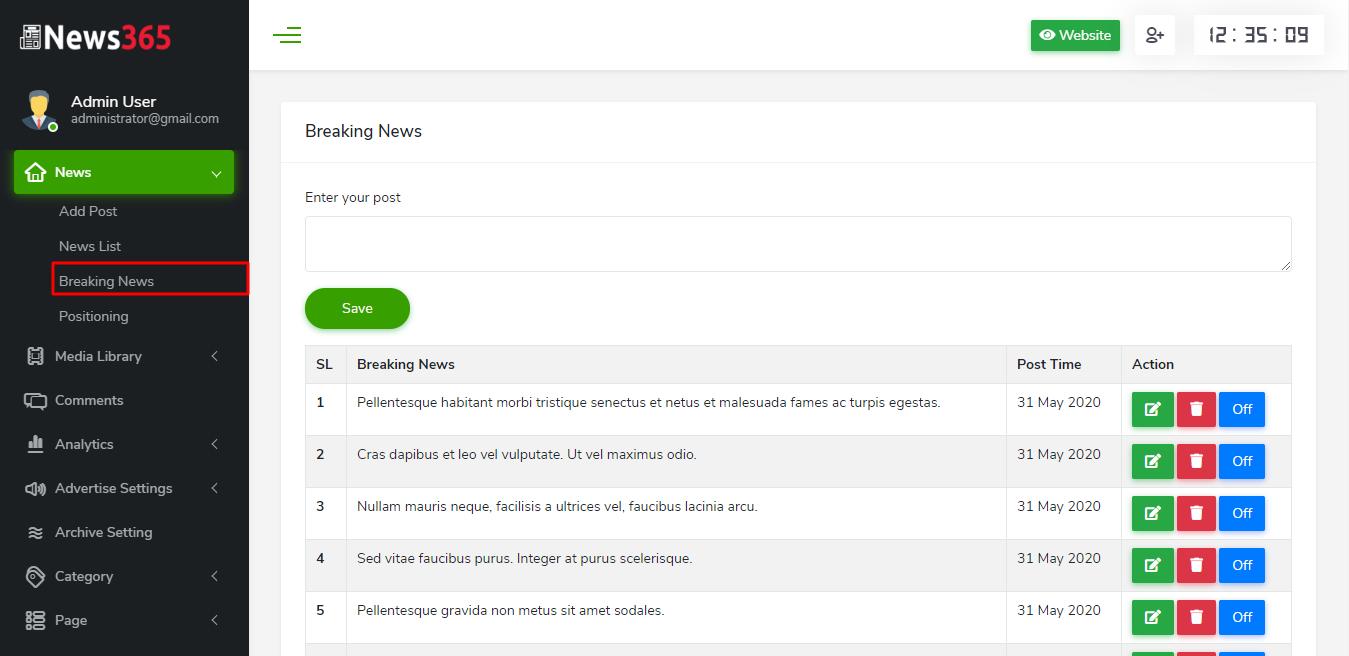 News365
Website
12:35:09
Admin User
administrator@gmail.com
News
Add Post
News List
Breaking News
Positioning
Media Library
Comments
Analytics
Advertise Settings
Archive Setting
Category
Page
Breaking News
Enter your post
Save
SL Breaking News Post Time Action
1 Pellentesque habitant morbi tristique senectus et netus et malesuada fames ac turpis egestas. 31 May 2020 Off
2 Cras dapibus et leo vel vulputate. Ut vel maximus odio. 31 May 2020 Off
3 Nullam mauris neque, facilisis a ultrices vel, faucibus lacinia arcu. 31 May 2020 Off
4 Sed vitae faucibus purus. Integer at purus scelerisque. 31 May 2020 Off
5 Pellentesque gravida non metus sit amet sodales. 31 May 2020 Off